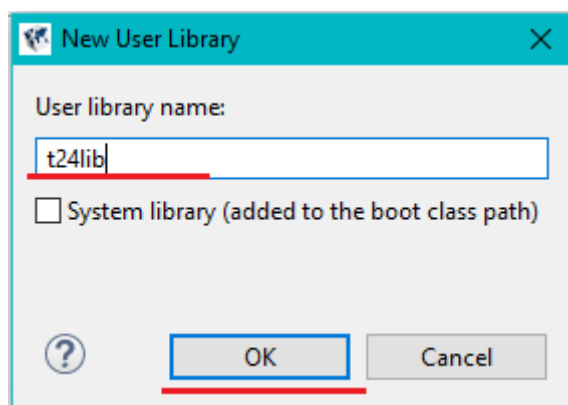 New User Library
User library name:
t24lib
System library (added to the boot class path)
?
OK Cancel